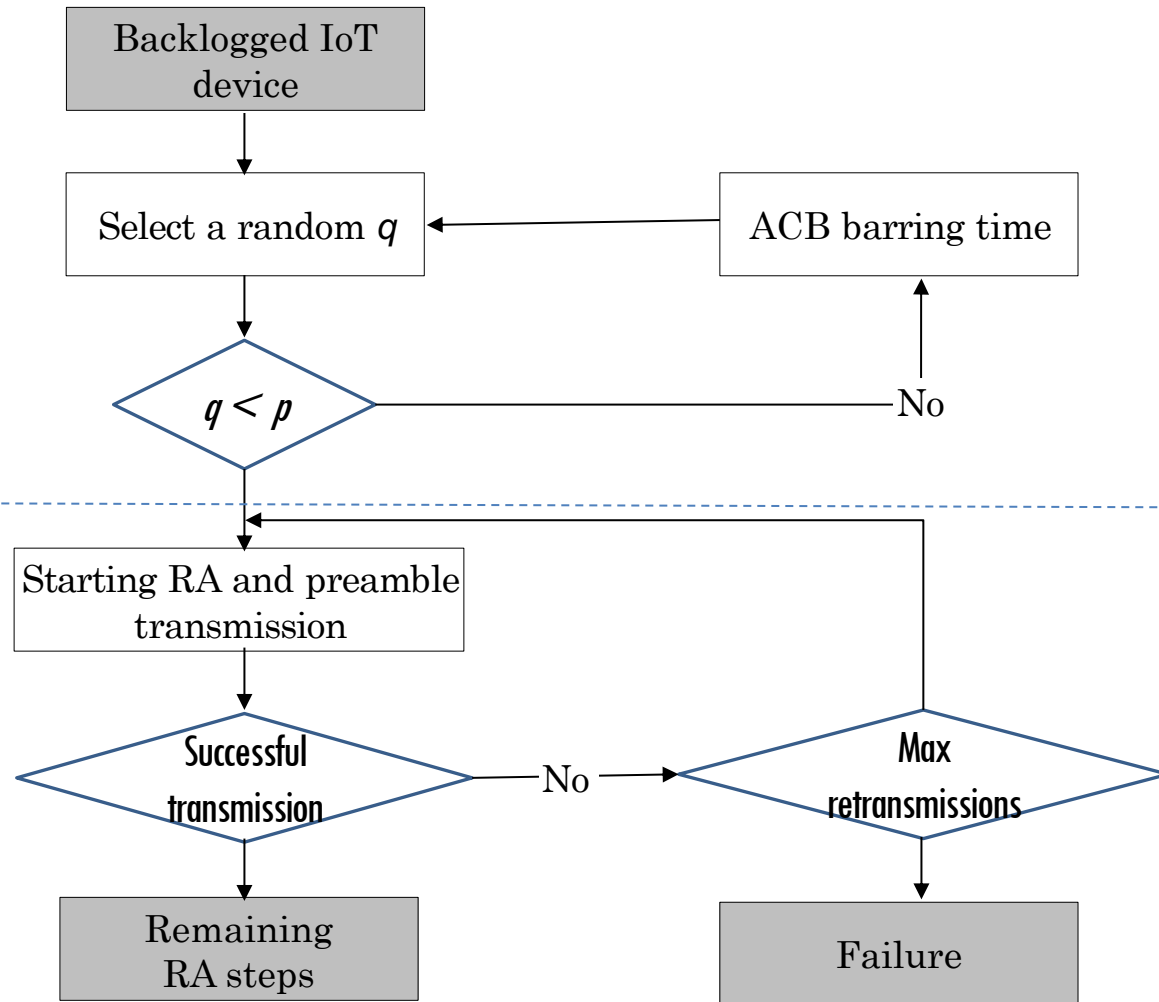 Backlogged IoT
device
Select a random q
ACB barring time
q < p
No
Starting RA and preamble
transmission
Successful
transmission
No
Max
retransmissions
Remaining
RA steps
Failure